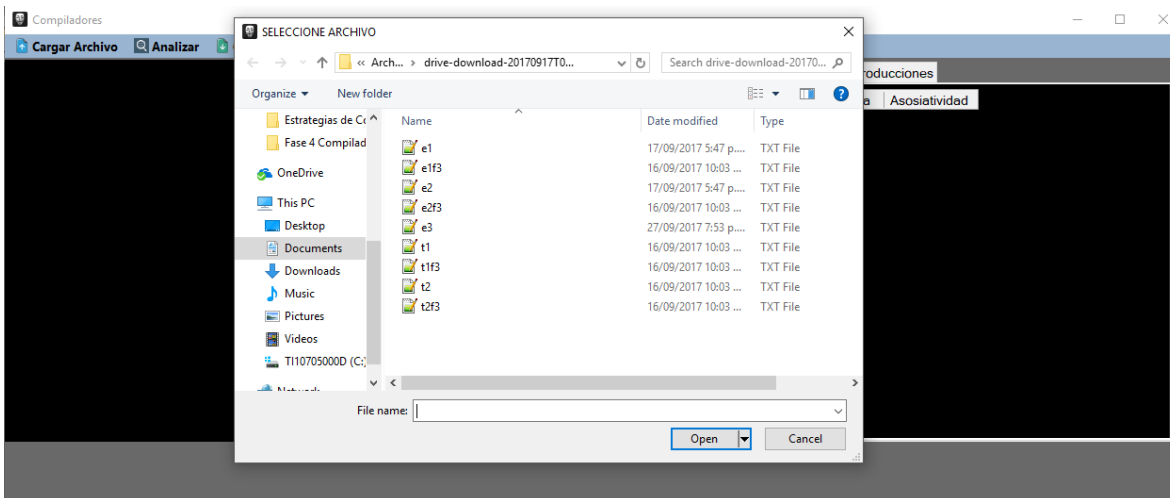 Compiladores
Cargar Archivo Analizar
SELECCIONE ARCHIVO
« Arch... › drive-download-20170917T0...
Search drive-download-20170...
Organize New folder
Name Date modified Type
Estrategias de Cc
Fase 4 Compilad
OneDrive
This PC
Desktop
Documents
Downloads
Music
Pictures
Videos
TI10705000D (C:)
Network
e1 17/09/2017 5:47 p.... TXT File
e1f3 16/09/2017 10:03 ... TXT File
e2 17/09/2017 5:47 p.... TXT File
e2f3 16/09/2017 10:03 ... TXT File
e3 27/09/2017 7:53 p.... TXT File
t1 16/09/2017 10:03 ... TXT File
t1f3 16/09/2017 10:03 ... TXT File
t2 16/09/2017 10:03 ... TXT File
t2f3 16/09/2017 10:03 ... TXT File
File name:
Open Cancel
roducciones
a Asosiatividad